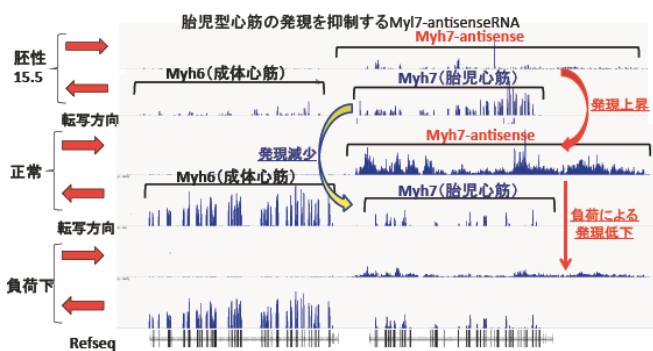 胎児型心筋の発現を抑制するMyl7-antisenseRNA
Myh7-antisense
胚性
15.5
Myh6(成体心筋)
Myh7(胎児心筋)
発現上昇
転写方向
Myh7-antisense
発現減少
正常
Myh6(成体心筋)
Myh7(胎児心筋)
転写方向
負荷による
発現低下
負荷下
Refseq